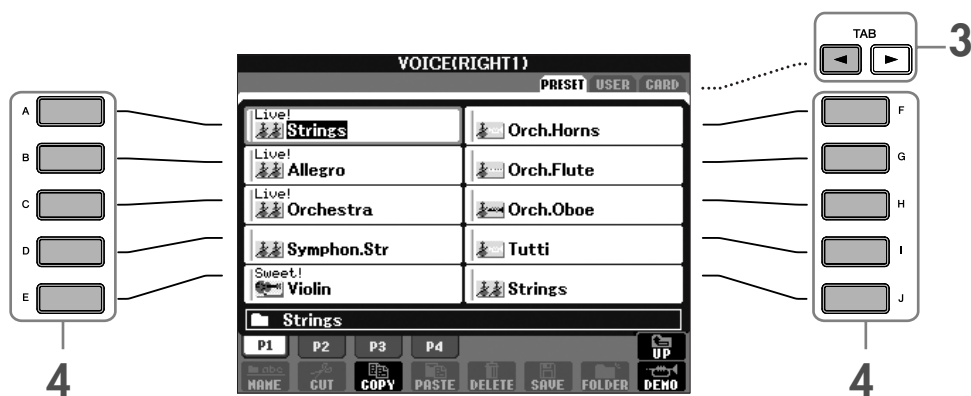 TAB
3
VOICE(RIGHT1)
PRESET USER CARD
A
Live!
Strings
Orch.Horns
F
B
Live!
Allegro
Orch.Flute
G
C
Live!
Orchestra
Orch.Oboe
H
D
Symphon.Str
Tutti
I
E
Sweet!
Violin
Strings
J
Strings
P1 P2 P3 P4 UP
abc
NAME CUT COPY PASTE DELETE SAVE FOLDER DEMO
4
4